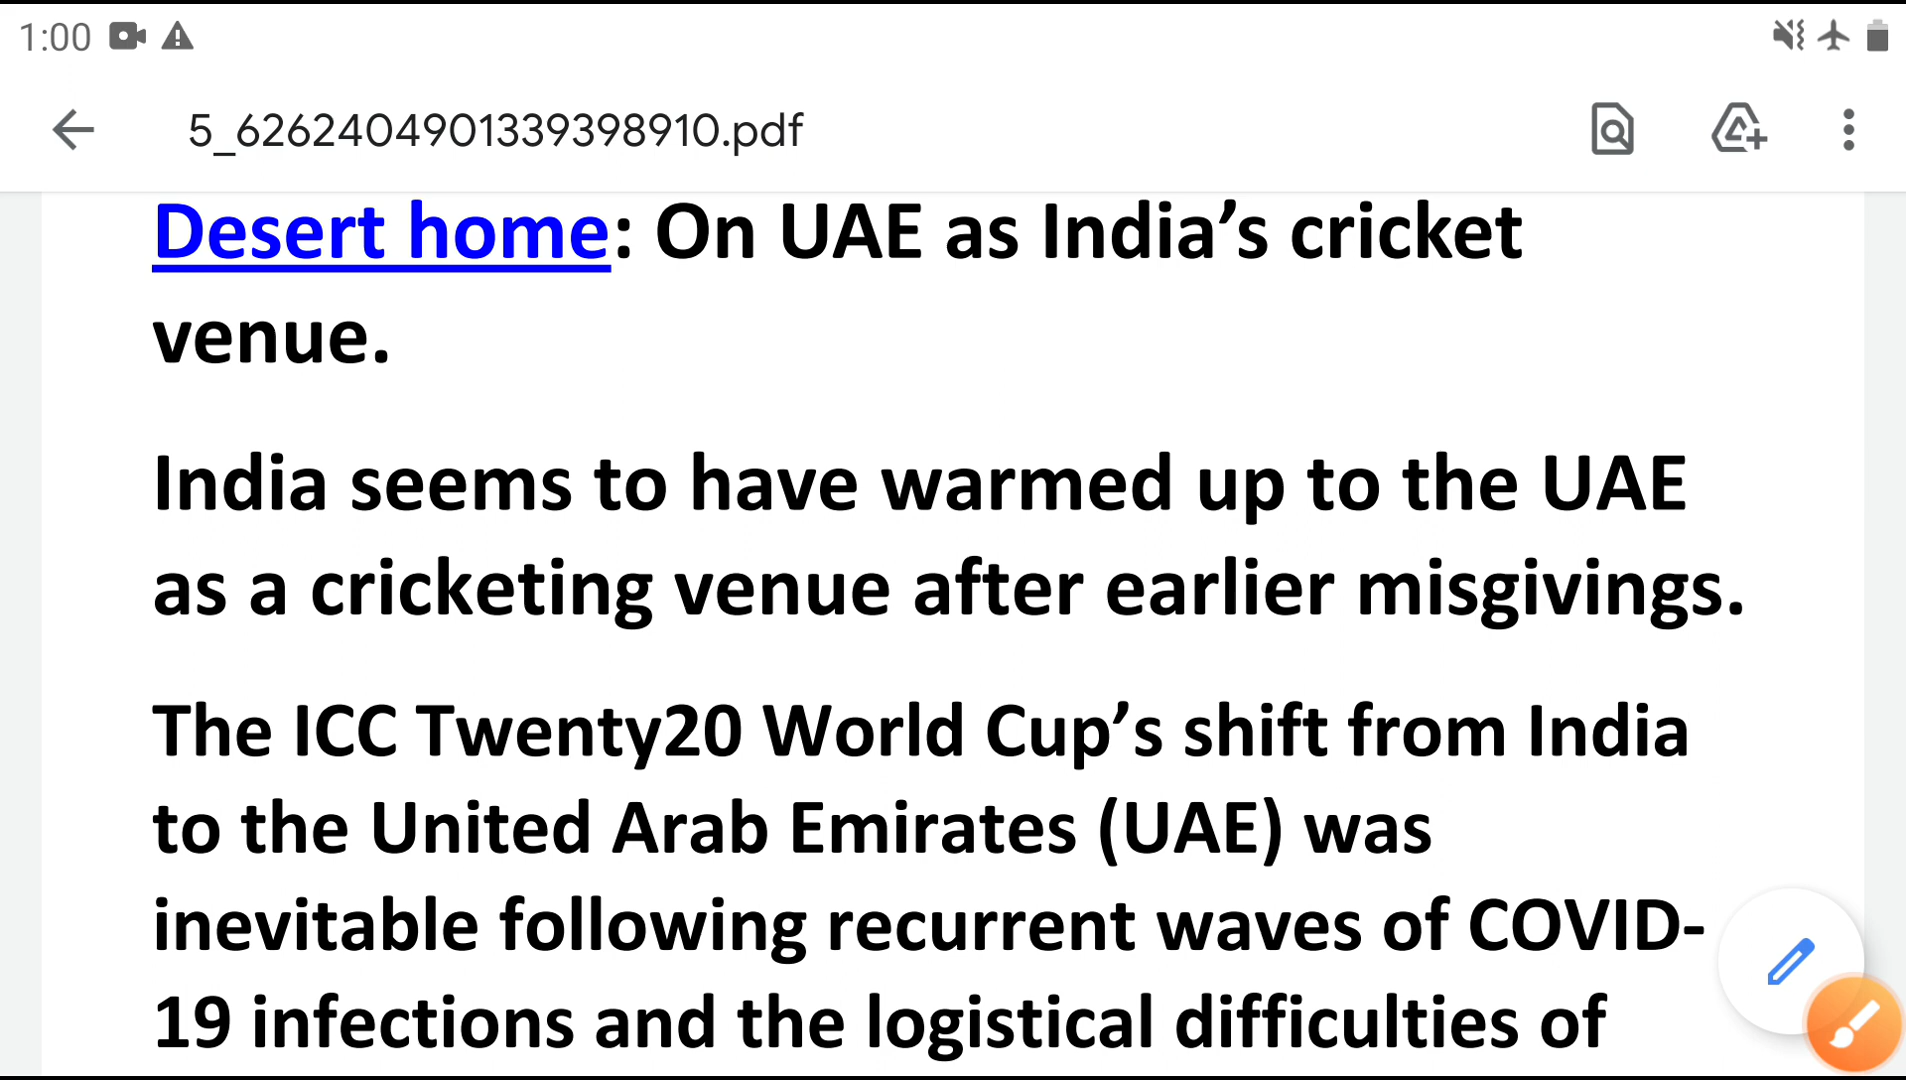 1:00
5_6262404901339398910.pdf
Desert home: On UAE as India’s cricket
venue.
India seems to have warmed up to the UAE
as a cricketing venue after earlier misgivings.
The ICC Twenty20 World Cup’s shift from India
to the United Arab Emirates (UAE) was
inevitable following recurrent waves of COVID-
19 infections and the logistical difficulties of